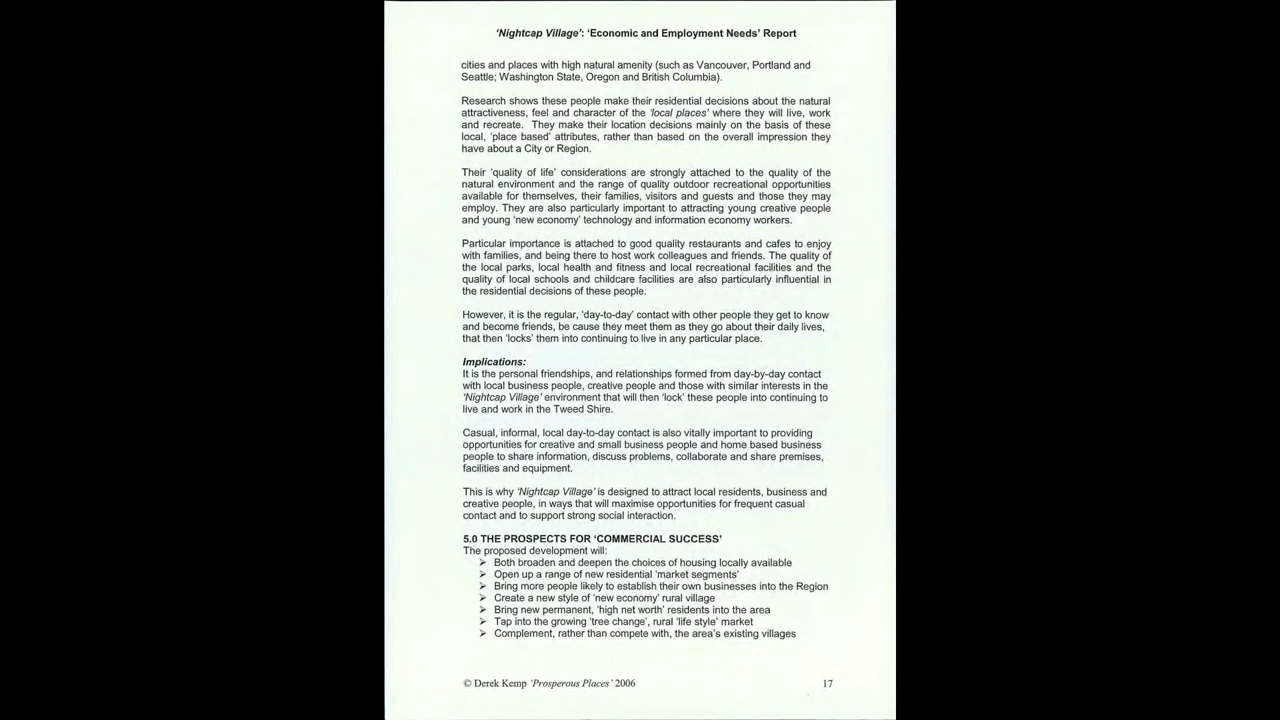 'Nightcap Village': 'Economic and Employment Needs' Report
cities and places with high natural amenity (such as Vancouver, Portland and
Seattle; Washington State, Oregon and British Columbia).
Research shows these people make their residential decisions about the natural
attractiveness, feel and character of the 'local places' where they will live, work
and recreate. They make their location decisions mainly on the basis of these
local, 'place based' attributes, rather than based on the overall impression they
have about a City or Region.
Their 'quality of life' considerations are strongly attached to the quality of the
natural environment and the range of quality outdoor recreational opportunities
available for themselves, their families, visitors and guests and those they may
employ. They are also particularly important to attracting young creative people
and young 'new economy' technology and information economy workers.
Particular importance is attached to good quality restaurants and cafes to enjoy
with families, and being there to host work colleagues and friends. The quality of
the local parks, local health and fitness and local recreational facilities and the
quality of local schools and childcare facilities are also particularly influential in
the residential decisions of these people.
However, it is the regular, 'day-to-day' contact with other people they get to know
and become friends, be cause they meet them as they go about their daily lives,
that then 'locks' them into continuing to live in any particular place.
Implications:
It is the personal friendships, and relationships formed from day-by-day contact
with local business people, creative people and those with similar interests in the
'Nightcap Village' environment that will then 'lock' these people into continuing to
live and work in the Tweed Shire.
Casual, informal, local day-to-day contact is also vitally important to providing
opportunities for creative and small business people and home based business
people to share information, discuss problems, collaborate and share premises,
facilities and equipment.
This is why 'Nightcap Village' is designed to attract local residents, business and
creative people, in ways that will maximise opportunities for frequent casual
contact and to support strong social interaction.
5.0 THE PROSPECTS FOR 'COMMERCIAL SUCCESS'
The proposed development will:
➢ Both broaden and deepen the choices of housing locally available
➢ Open up a range of new residential 'market segments'
➢ Bring more people likely to establish their own businesses into the Region
➢ Create a new style of 'new economy' rural village
➢ Bring new permanent, 'high net worth' residents into the area
➢ Tap into the growing 'tree change', rural 'life style' market
➢ Complement, rather than compete with, the area's existing villages
© Derek Kemp 'Prosperous Places' 2006 17